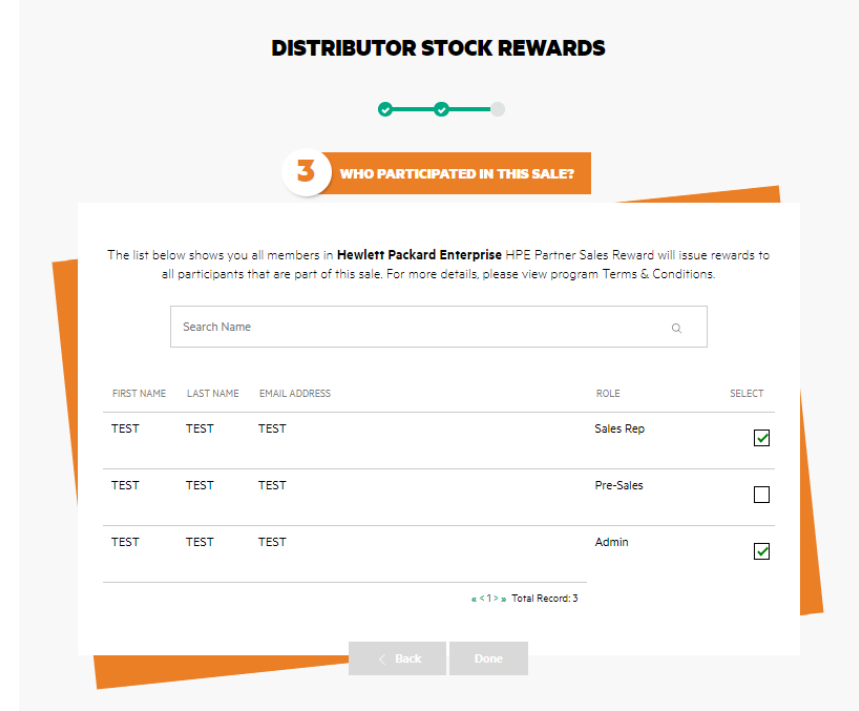 DISTRIBUTOR STOCK REWARDS
3 WHO PARTICIPATED IN THIS SALE?
The list below shows you all members in Hewlett Packard Enterprise HPE Partner Sales Reward will issue rewards to
all participants that are part of this sale. For more details, please view program Terms & Conditions.
Search Name
FIRST NAME LAST NAME EMAIL ADDRESS ROLE SELECT
TEST TEST TEST Sales Rep
TEST TEST TEST Pre-Sales
TEST TEST TEST Admin
« < 1 > » Total Record: 3
< Back Done